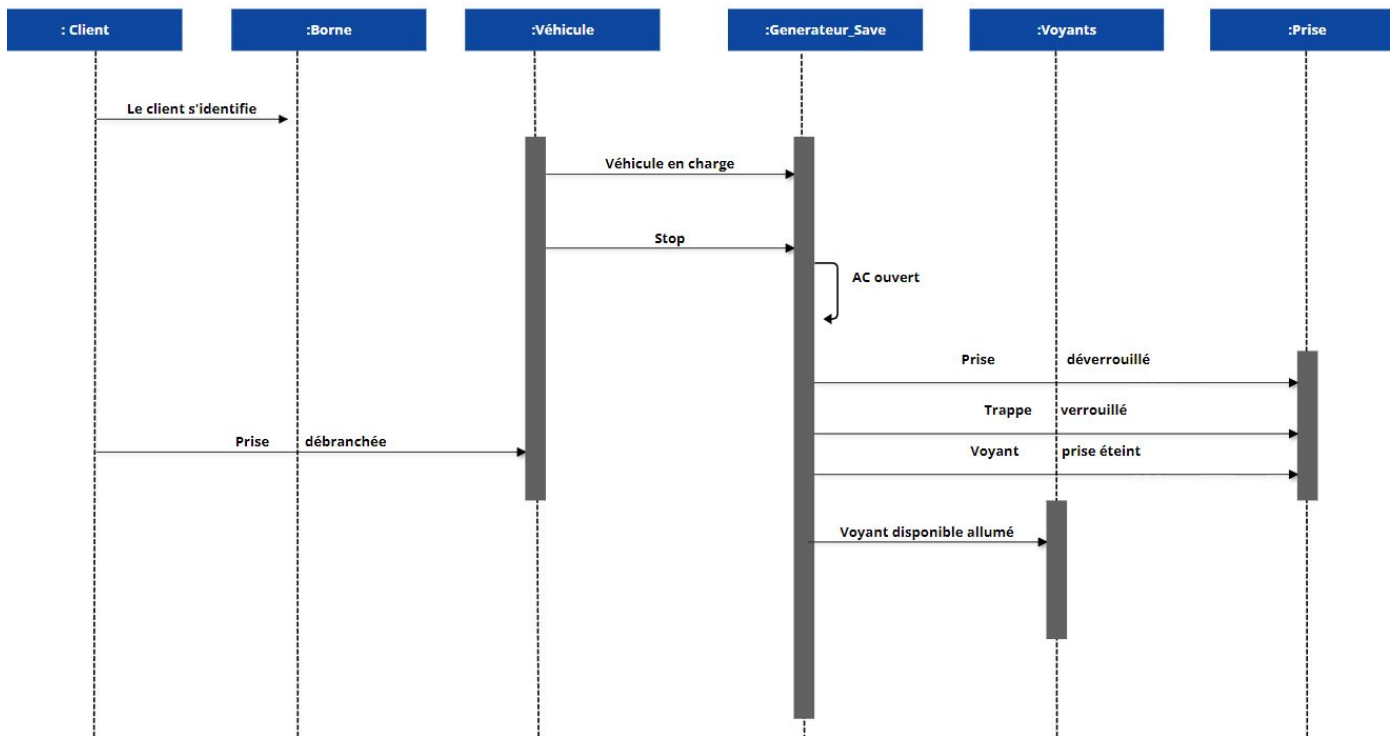 : Client
:Borne
:Véhicule
:Generateur_Save
:Voyants
:Prise
Le client s'identifie
Véhicule en charge
Stop
AC ouvert
Prise déverrouillé
Trappe verrouillé
Prise débranchée
Voyant prise éteint
Voyant disponible allumé